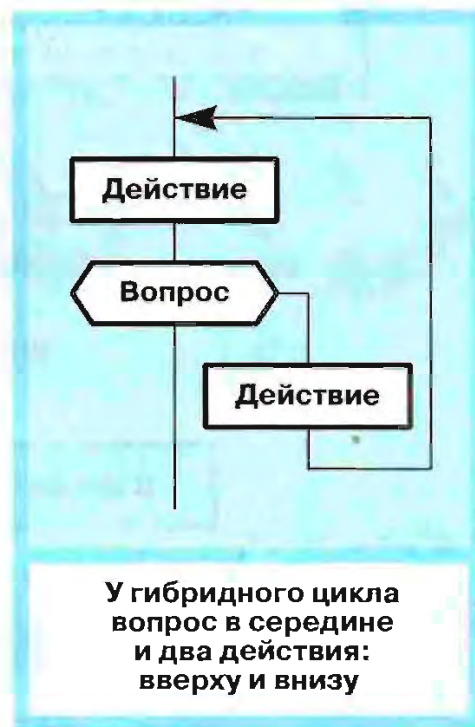 Действие
Вопрос
Действие
У гибридного цикла
вопрос в середине
и два действия:
вверху и внизу